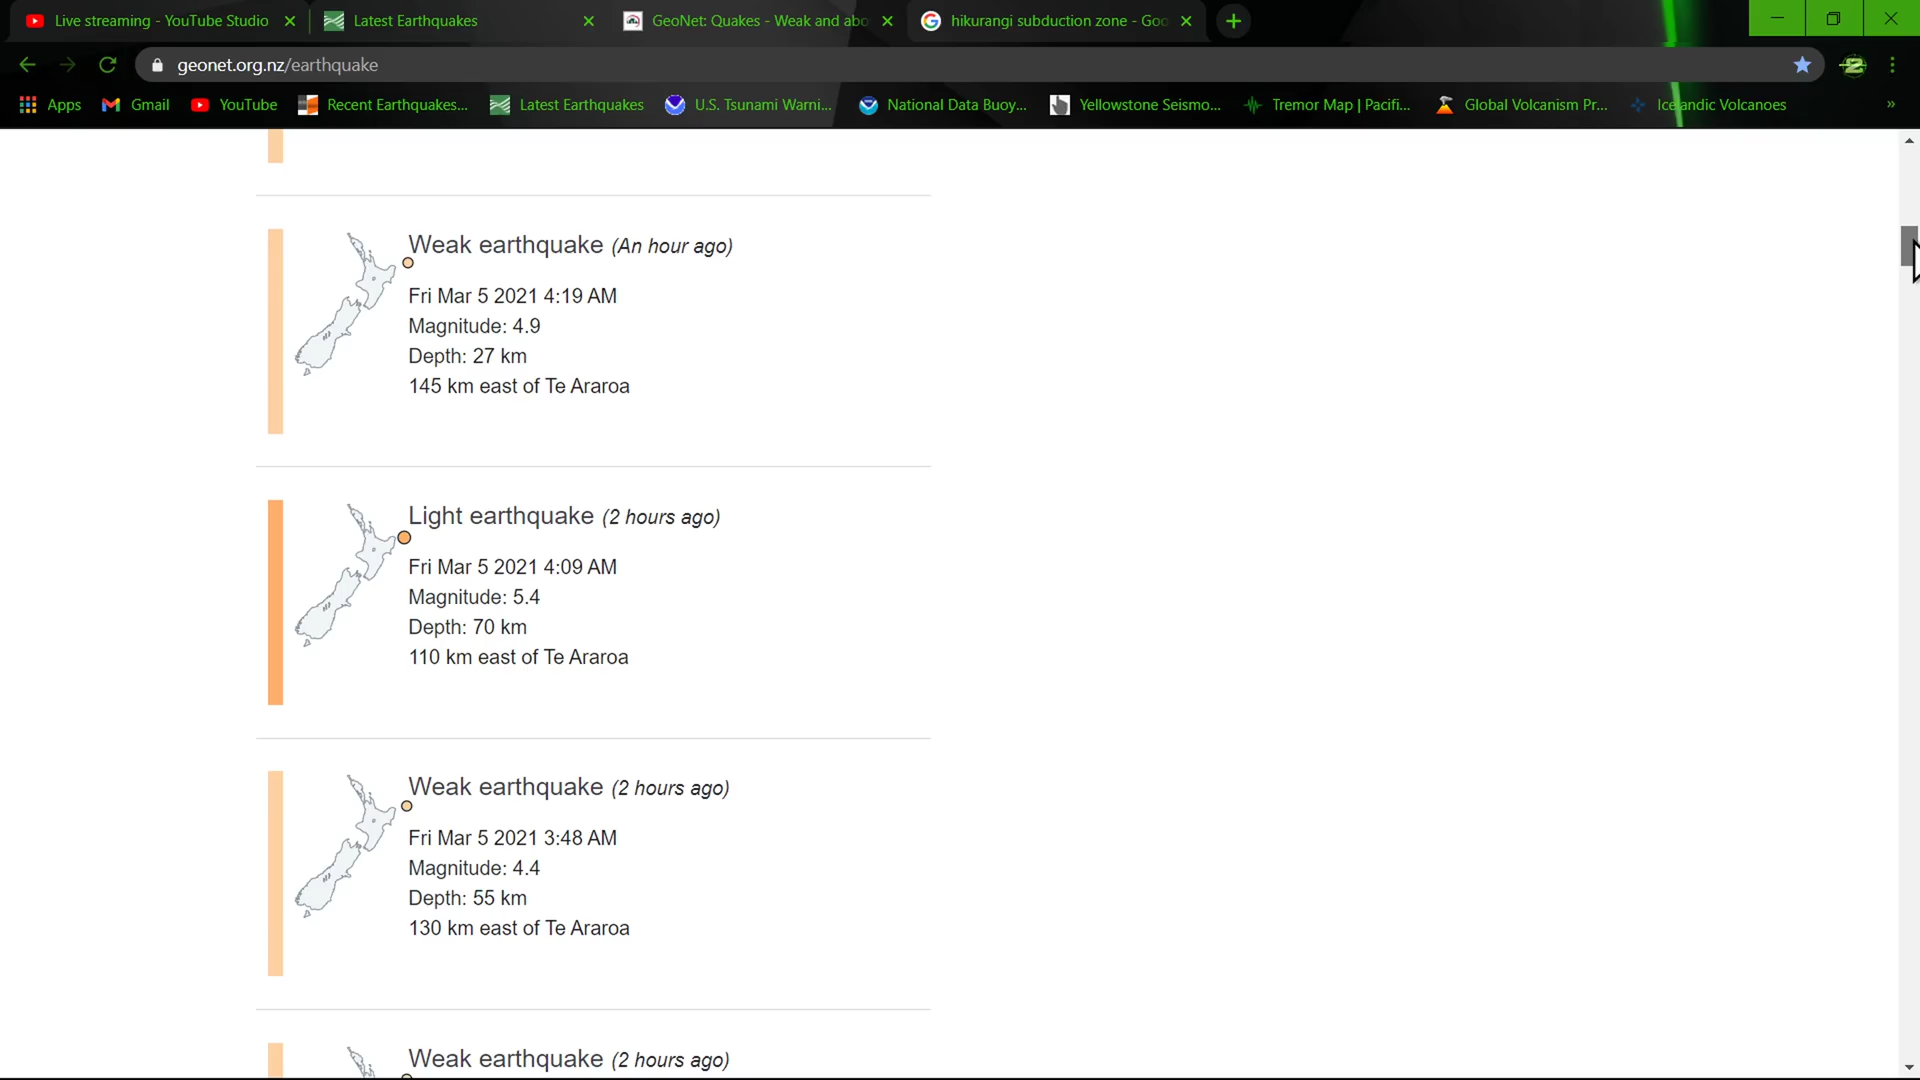 Live streaming - YouTube Studio
Latest Earthquakes
GeoNet: Quakes - Weak and abo
hikurangi subduction zone - Goo
geonet.org.nz/earthquake
Apps
Gmail
YouTube
Recent Earthquakes...
Latest Earthquakes
U.S. Tsunami Warni...
National Data Buoy...
Yellowstone Seismo...
Tremor Map | Pacifi...
Global Volcanism Pr...
Icelandic Volcanoes
»
Weak earthquake (An hour ago)
Fri Mar 5 2021 4:19 AM
Magnitude: 4.9
Depth: 27 km
145 km east of Te Araroa
Light earthquake (2 hours ago)
Fri Mar 5 2021 4:09 AM
Magnitude: 5.4
Depth: 70 km
110 km east of Te Araroa
Weak earthquake (2 hours ago)
Fri Mar 5 2021 3:48 AM
Magnitude: 4.4
Depth: 55 km
130 km east of Te Araroa
Weak earthquake (2 hours ago)